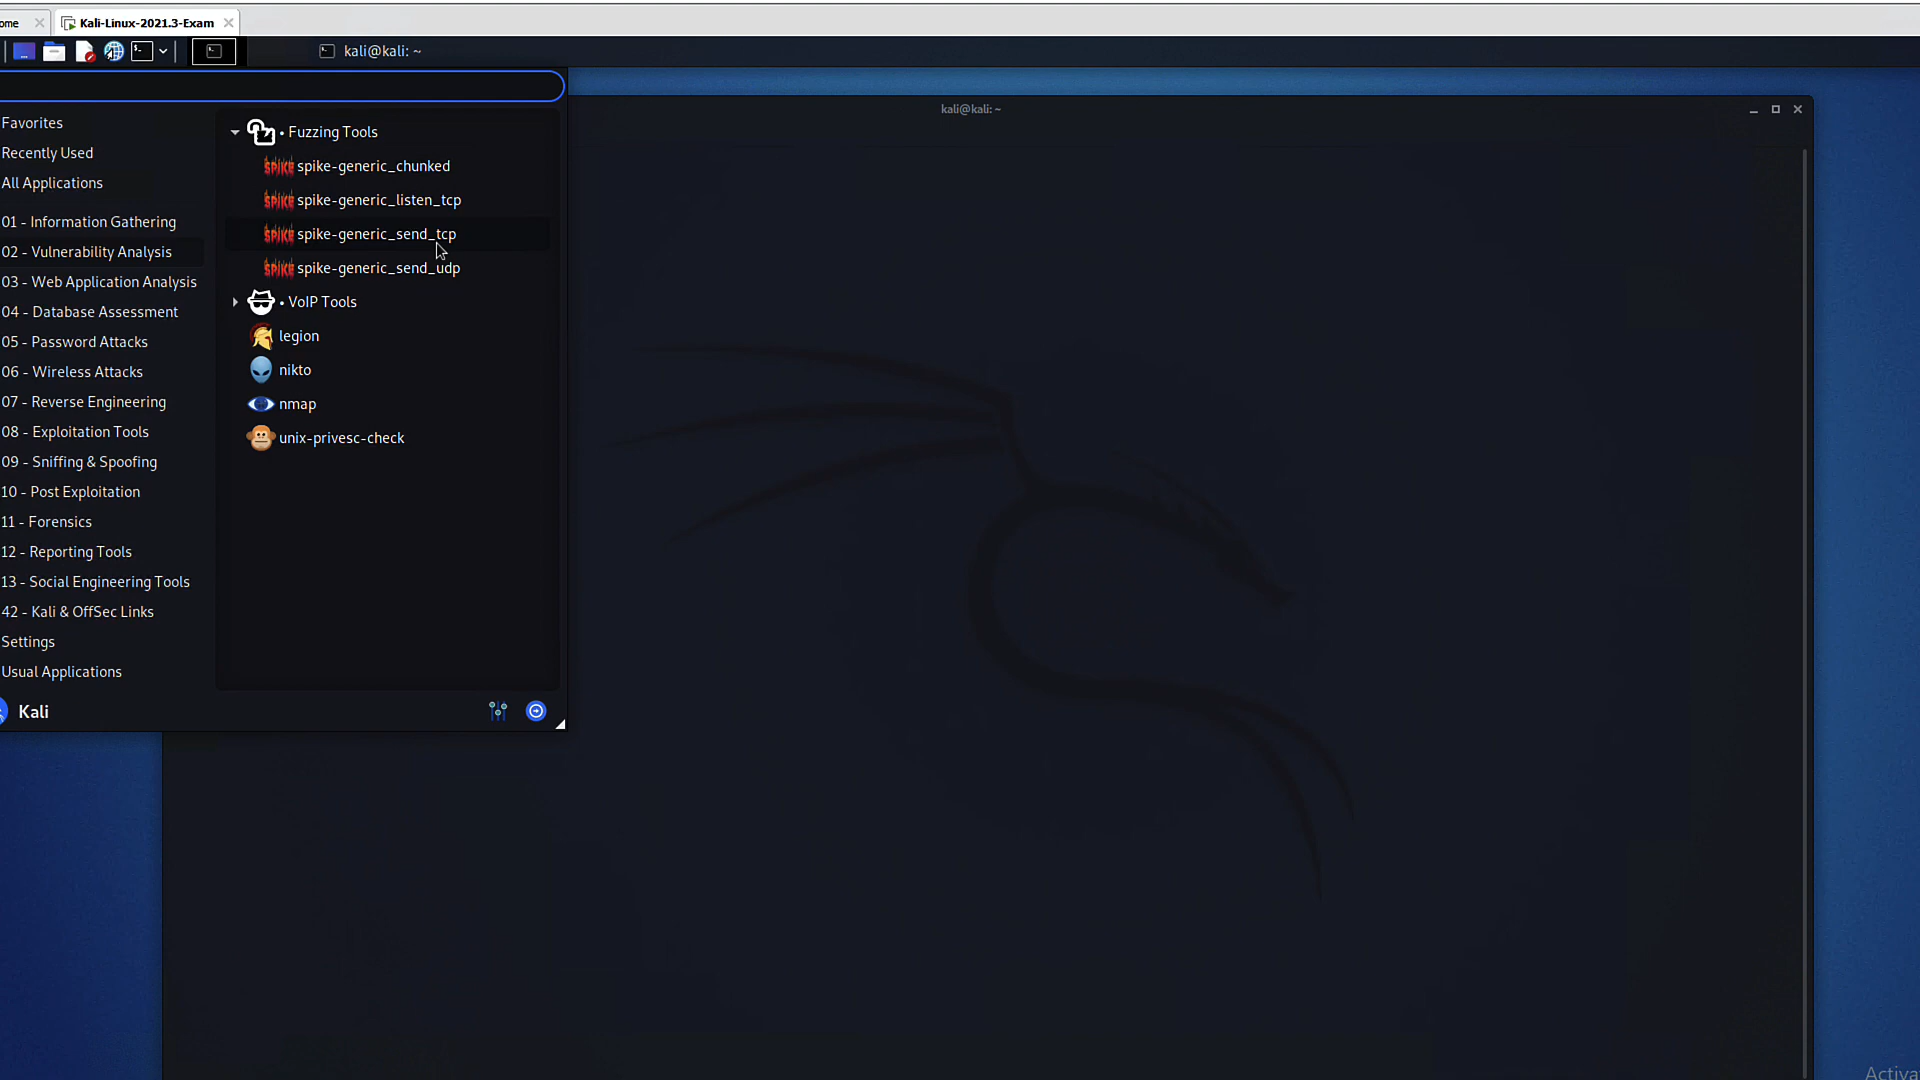 ome
Kali-Linux-2021.3-Exam
kali@kali: ~
kali@kali: ~
Favorites
Recently Used
All Applications
01 - Information Gathering
02 - Vulnerability Analysis
03 - Web Application Analysis
04 - Database Assessment
05 - Password Attacks
06 - Wireless Attacks
07 - Reverse Engineering
08 - Exploitation Tools
09 - Sniffing & Spoofing
10 - Post Exploitation
11 - Forensics
12 - Reporting Tools
13 - Social Engineering Tools
42 - Kali & OffSec Links
Settings
Usual Applications
• Fuzzing Tools
SPIKE spike-generic_chunked
SPIKE spike-generic_listen_tcp
SPIKE spike-generic_send_tcp
SPIKE spike-generic_send_udp
• VoIP Tools
legion
nikto
nmap
unix-privesc-check
Kali
Activa